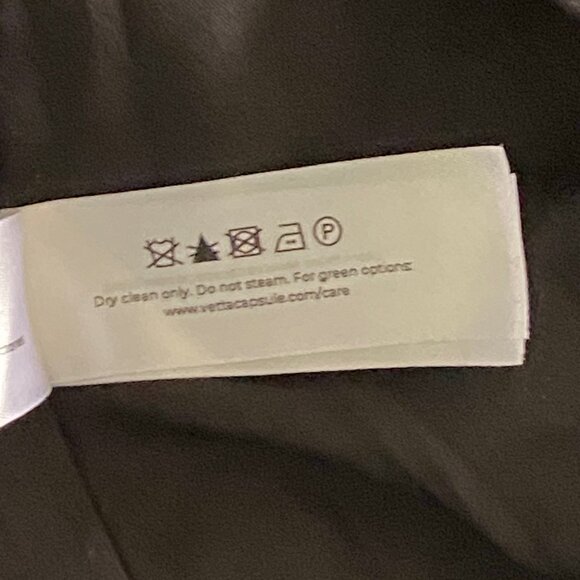 P
Dry clean only. Do not steam. For green options:
www.vettacapsule.com/care